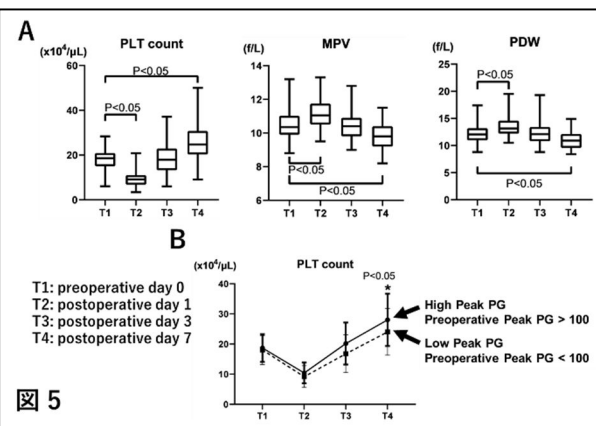 A
PLT count
(x10⁴/μL)
60
40
20
0
P<0.05
P<0.05
T1 T2 T3 T4
MPV
(f/L)
14
12
10
8
6
P<0.05
P<0.05
T1 T2 T3 T4
PDW
(f/L)
25
20
15
10
5
0
P<0.05
P<0.05
T1 T2 T3 T4
B
PLT count
(x10⁴/μL)
40
30
20
10
0
P<0.05
*
T1 T2 T3 T4
High Peak PG
Preoperative Peak PG > 100
Low Peak PG
Preoperative Peak PG < 100
T1: preoperative day 0
T2: postoperative day 1
T3: postoperative day 3
T4: postoperative day 7
図 5